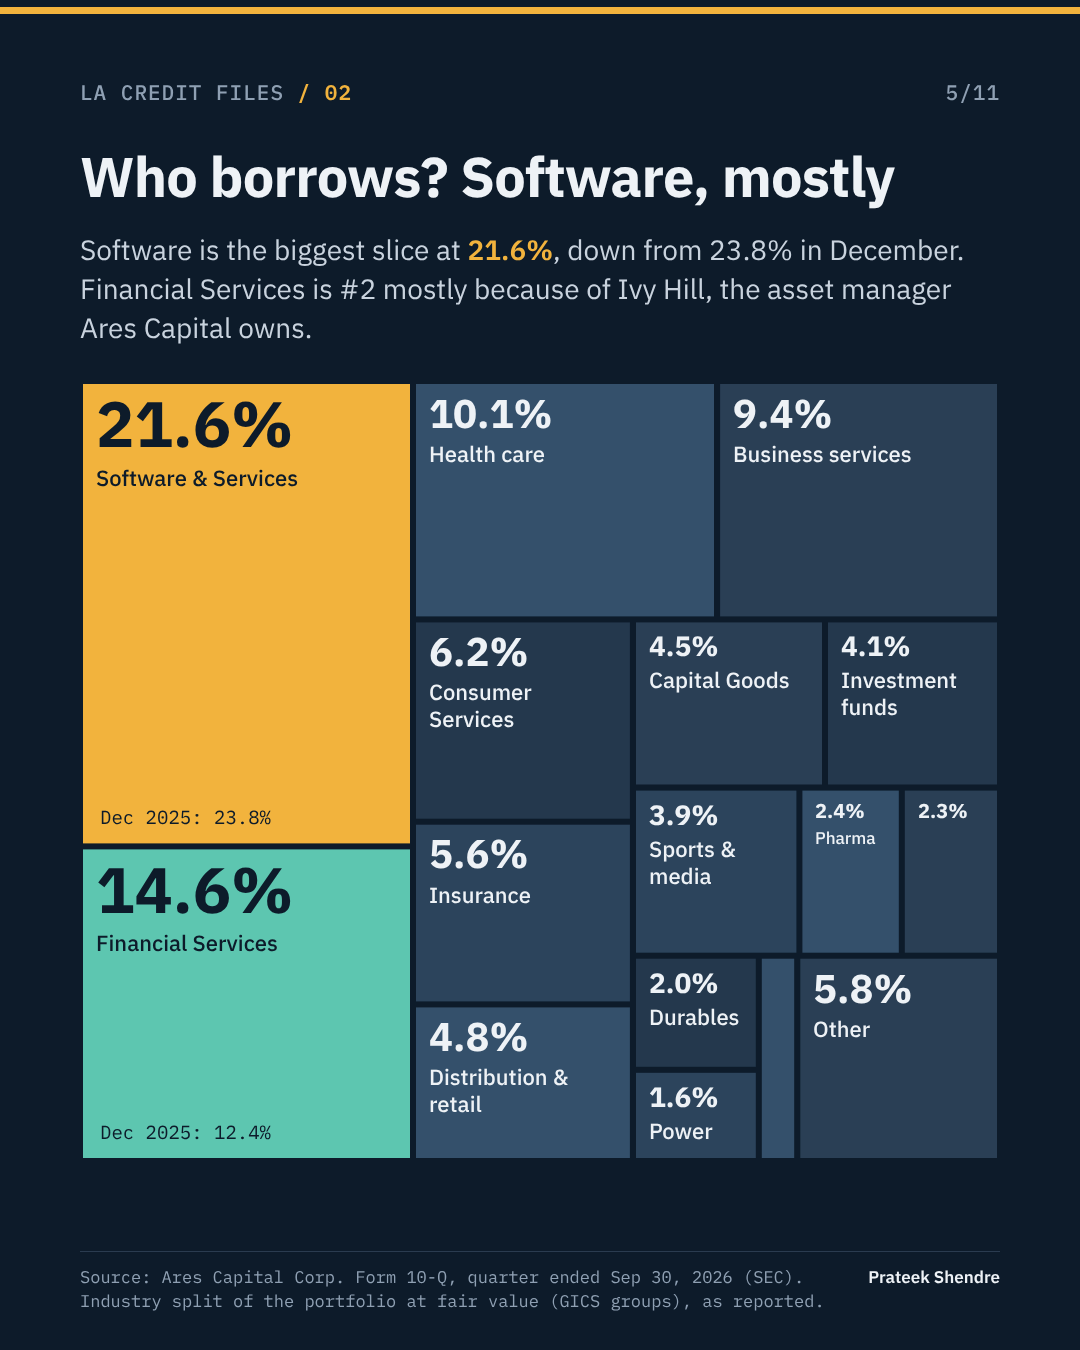 LA CREDIT FILES / 02
5/11
Who borrows? Software, mostly
Software is the biggest slice at 21.6%, down from 23.8% in December.
Financial Services is #2 mostly because of Ivy Hill, the asset manager
Ares Capital owns.
21.6%
Software & Services
Dec 2025: 23.8%
14.6%
Financial Services
Dec 2025: 12.4%
10.1%
Health care
9.4%
Business services
6.2%
Consumer
Services
4.5%
Capital Goods
4.1%
Investment
funds
5.6%
Insurance
3.9%
Sports &
media
2.4%
Pharma
2.3%
4.8%
Distribution &
retail
2.0%
Durables
1.6%
Power
5.8%
Other
Source: Ares Capital Corp. Form 10-Q, quarter ended Sep 30, 2026 (SEC).
Industry split of the portfolio at fair value (GICS groups), as reported.
Prateek Shendre